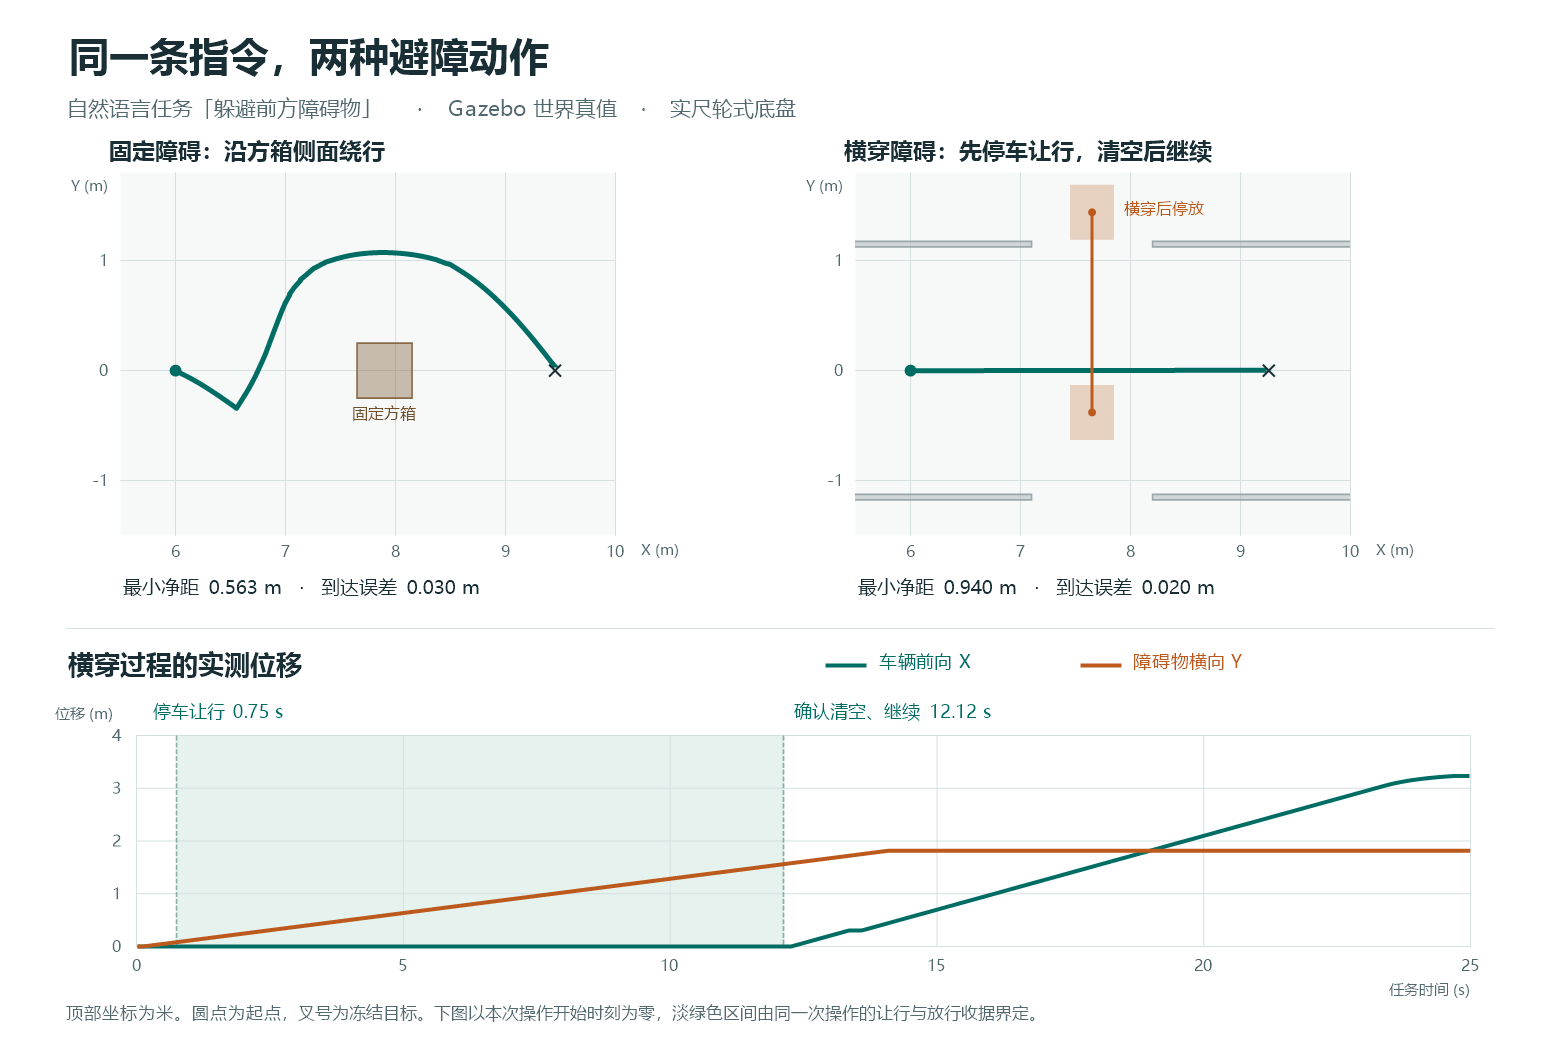 同一条指令，两种避障动作
自然语言任务「躲避前方障碍物」 · Gazebo 世界真值 · 实尺轮式底盘
固定障碍：沿方箱侧面绕行
Y (m)
1
0
-1
固定方箱
6 7 8 9 10 X (m)
最小净距 0.563 m · 到达误差 0.030 m
横穿障碍：先停车让行，清空后继续
Y (m)
横穿后停放
1
0
-1
6 7 8 9 10 X (m)
最小净距 0.940 m · 到达误差 0.020 m
横穿过程的实测位移
车辆前向 X
障碍物横向 Y
位移 (m)
停车让行 0.75 s
确认清空、继续 12.12 s
4
3
2
1
0
0 5 10 15 20 25
任务时间 (s)
顶部坐标为米。圆点为起点，叉号为冻结目标。下图以本次操作开始时刻为零，淡绿色区间由同一次操作的让行与放行收据界定。